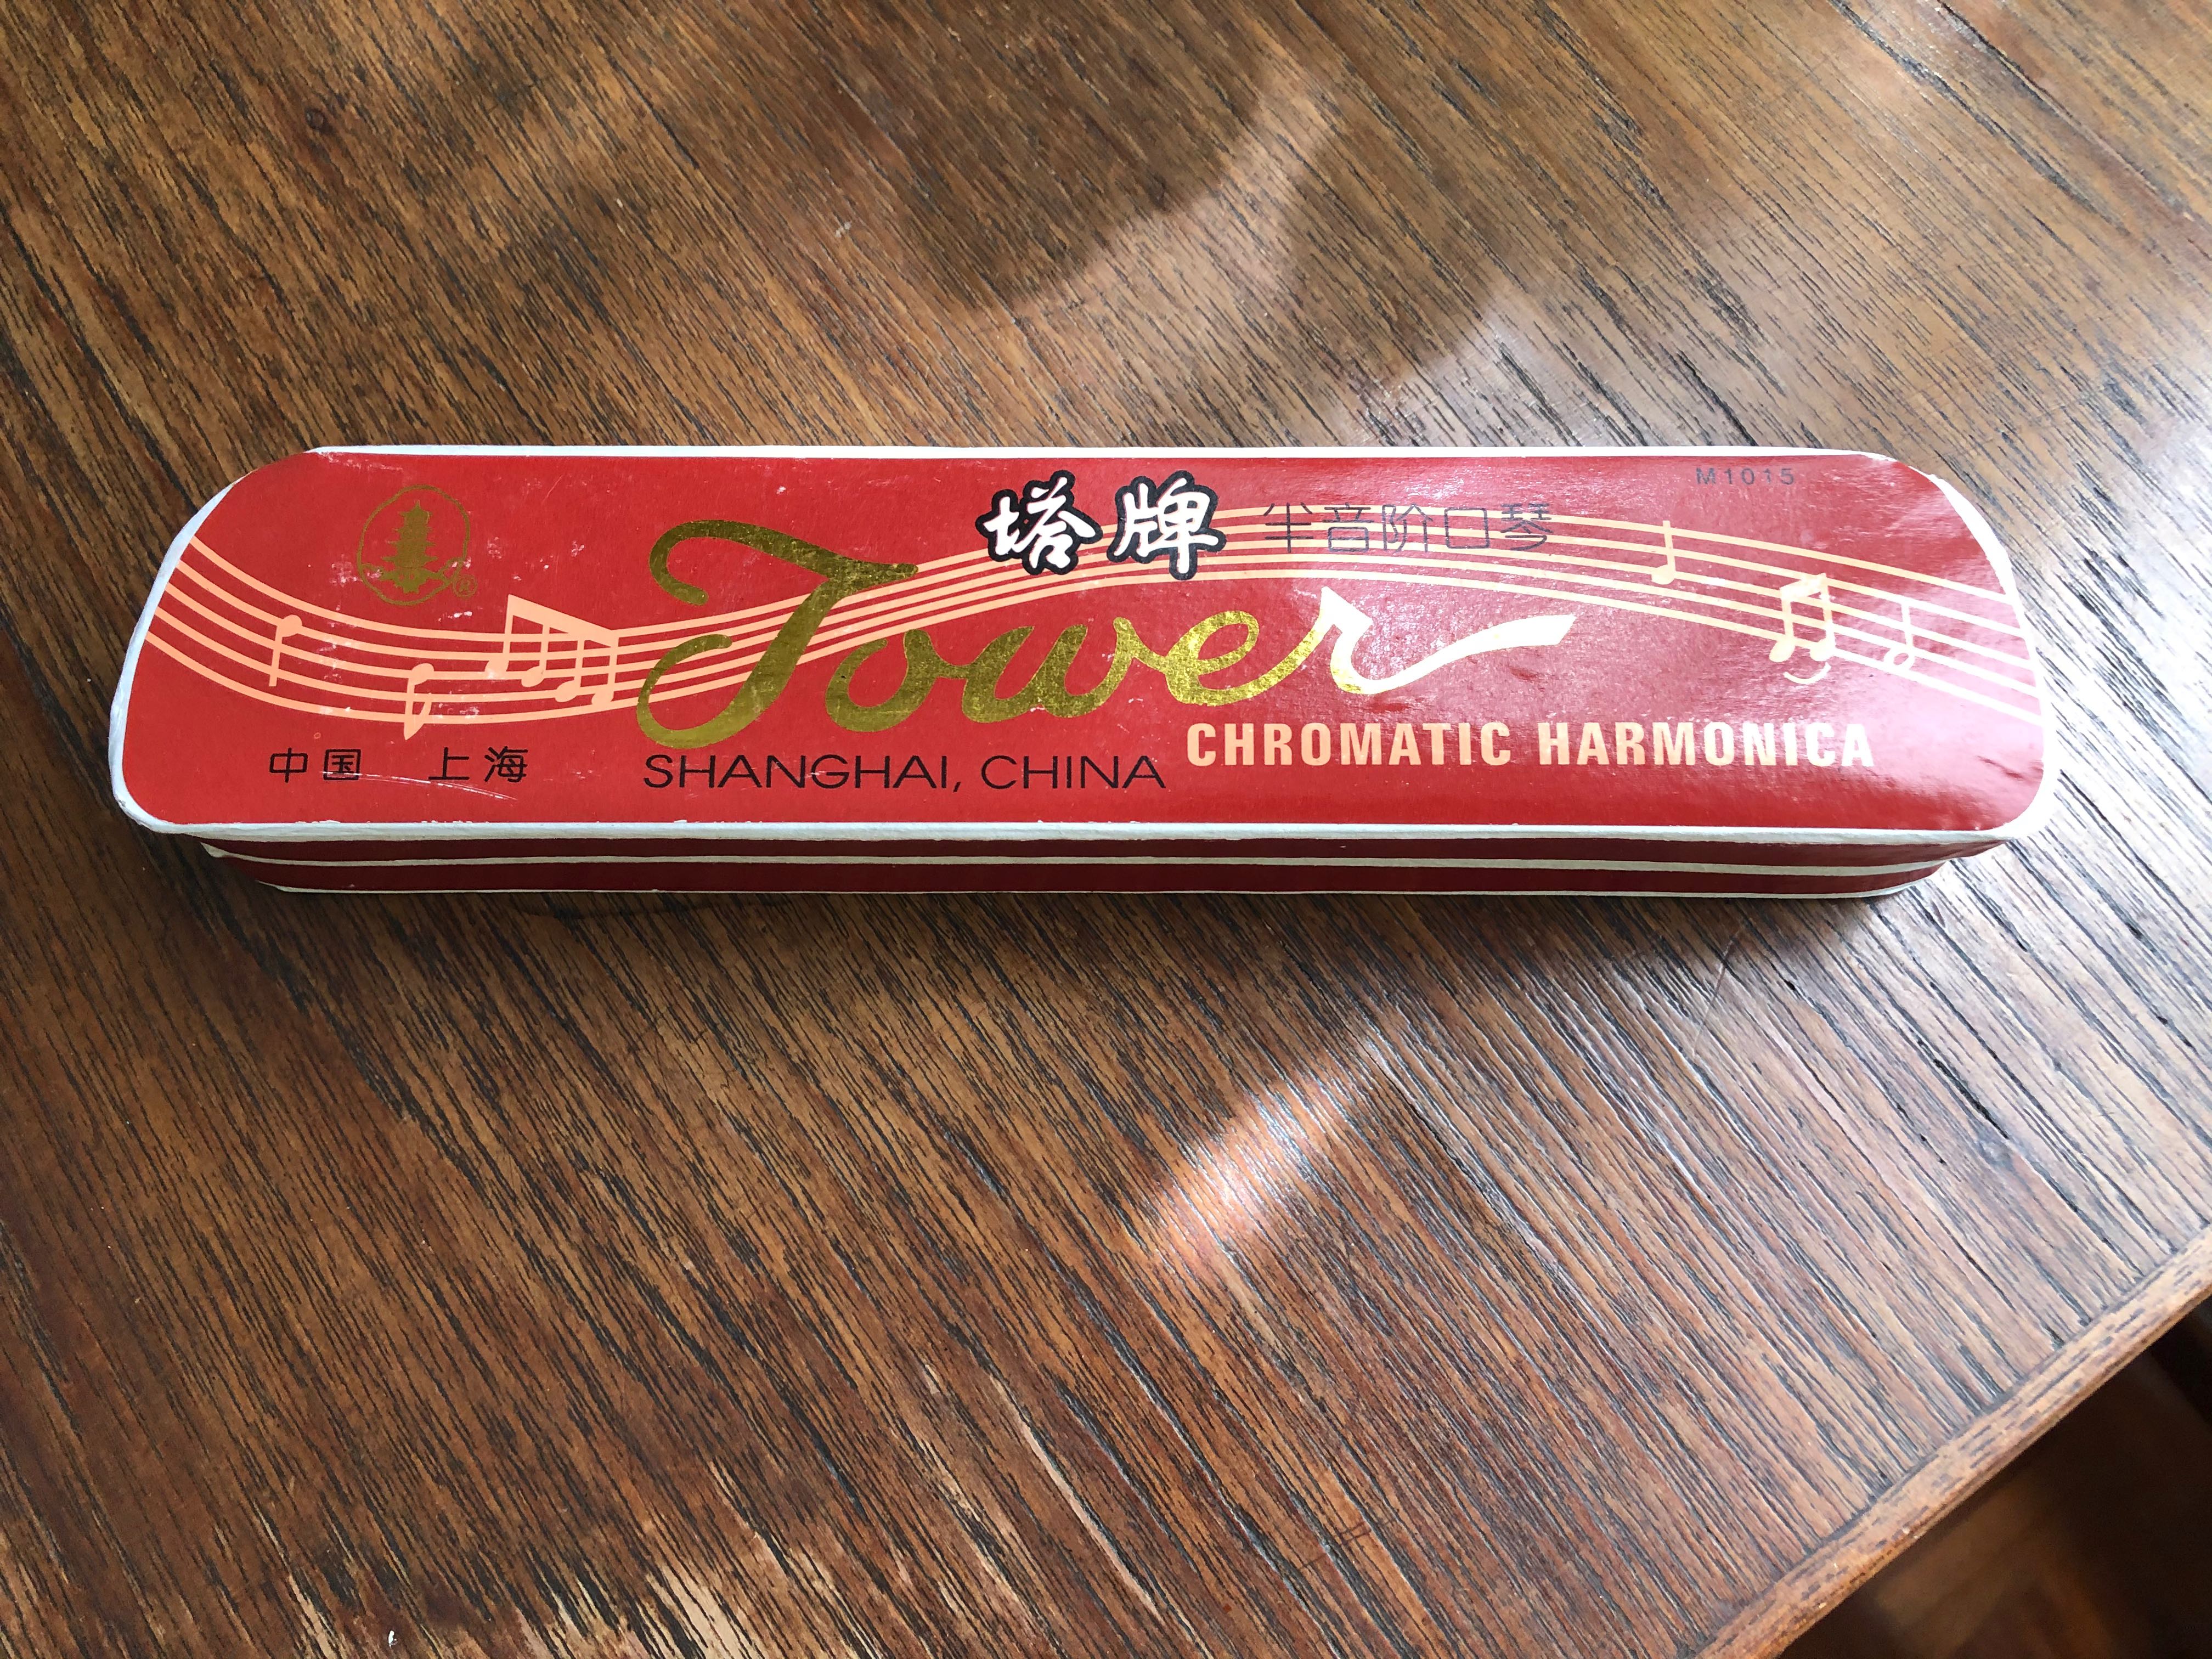 M1015
塔牌 半音阶口琴
®
Tower
CHROMATIC HARMONICA
中国 上海 SHANGHAI, CHINA